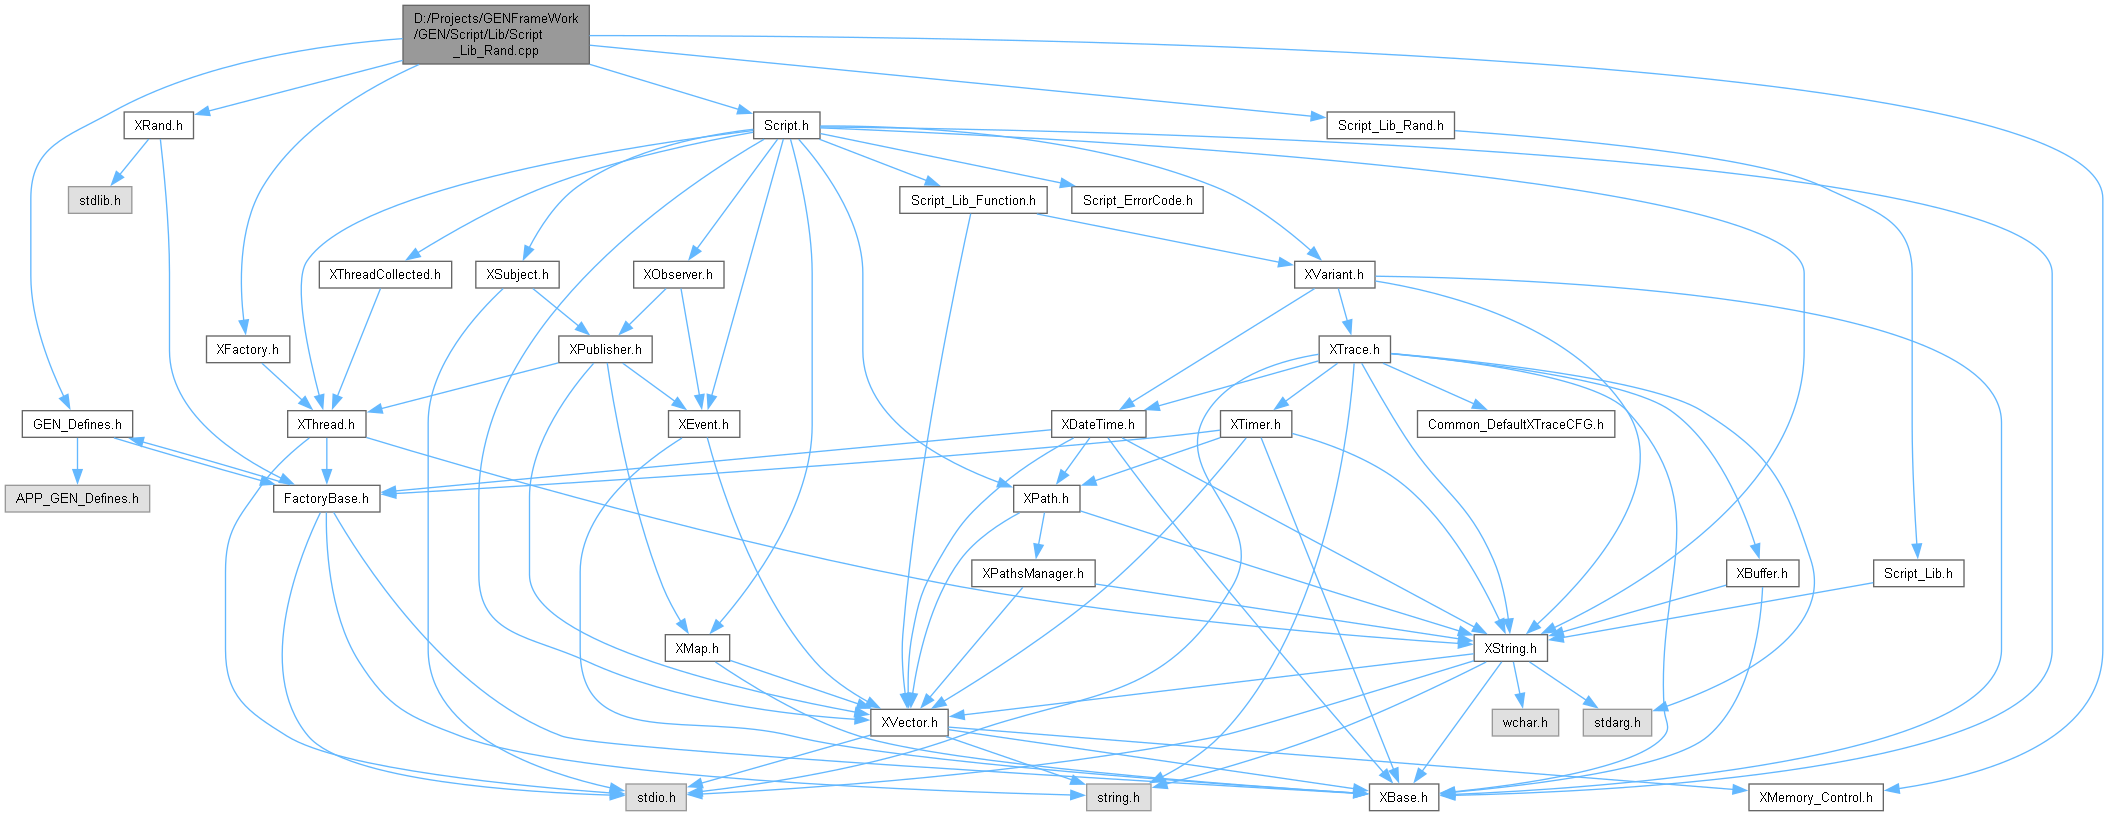 D:/Projects/GENFrameWork
/GEN/Script/Lib/Script
_Lib_Rand.cpp
XRand.h
Script.h
Script_Lib_Rand.h
stdlib.h
Script_Lib_Function.h
Script_ErrorCode.h
XThreadCollected.h
XSubject.h
XObserver.h
XVariant.h
XFactory.h
XPublisher.h
XTrace.h
GEN_Defines.h
XThread.h
XEvent.h
XDateTime.h
XTimer.h
Common_DefaultXTraceCFG.h
APP_GEN_Defines.h
FactoryBase.h
XPath.h
XPathsManager.h
XBuffer.h
Script_Lib.h
XMap.h
XString.h
XVector.h
wchar.h
stdarg.h
stdio.h
string.h
XBase.h
XMemory_Control.h